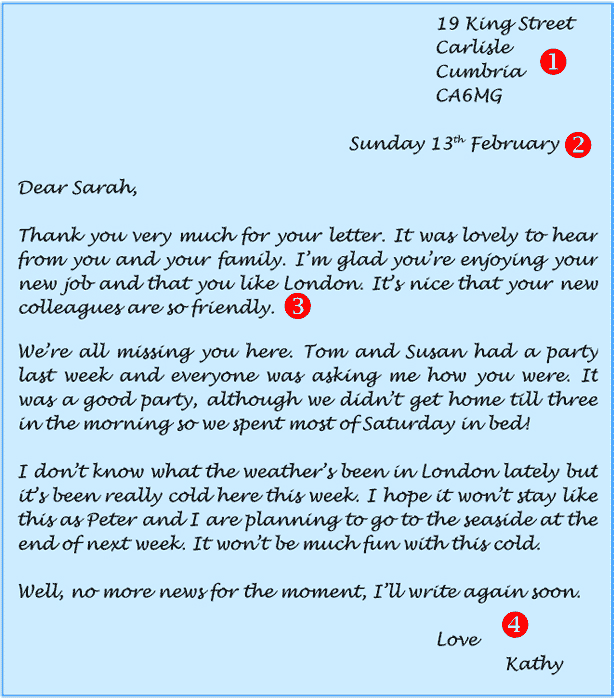 19 King Street
Carlisle
Cumbria
1
CA6MG
Sunday 13th February 2
Dear Sarah,
Thank you very much for your letter. It was lovely to hear
from you and your family. I'm glad you're enjoying your
new job and that you like London. It's nice that your new
colleagues are so friendly. 3
We're all missing you here. Tom and Susan had a party
last week and everyone was asking me how you were. It
was a good party, although we didn't get home till three
in the morning so we spent most of Saturday in bed!
I don't know what the weather's been in London lately but
it's been really cold here this week. I hope it won't stay like
this as Peter and I are planning to go to the seaside at the
end of next week. It won't be much fun with this cold.
Well, no more news for the moment, I'll write again soon.
Love 4
Kathy